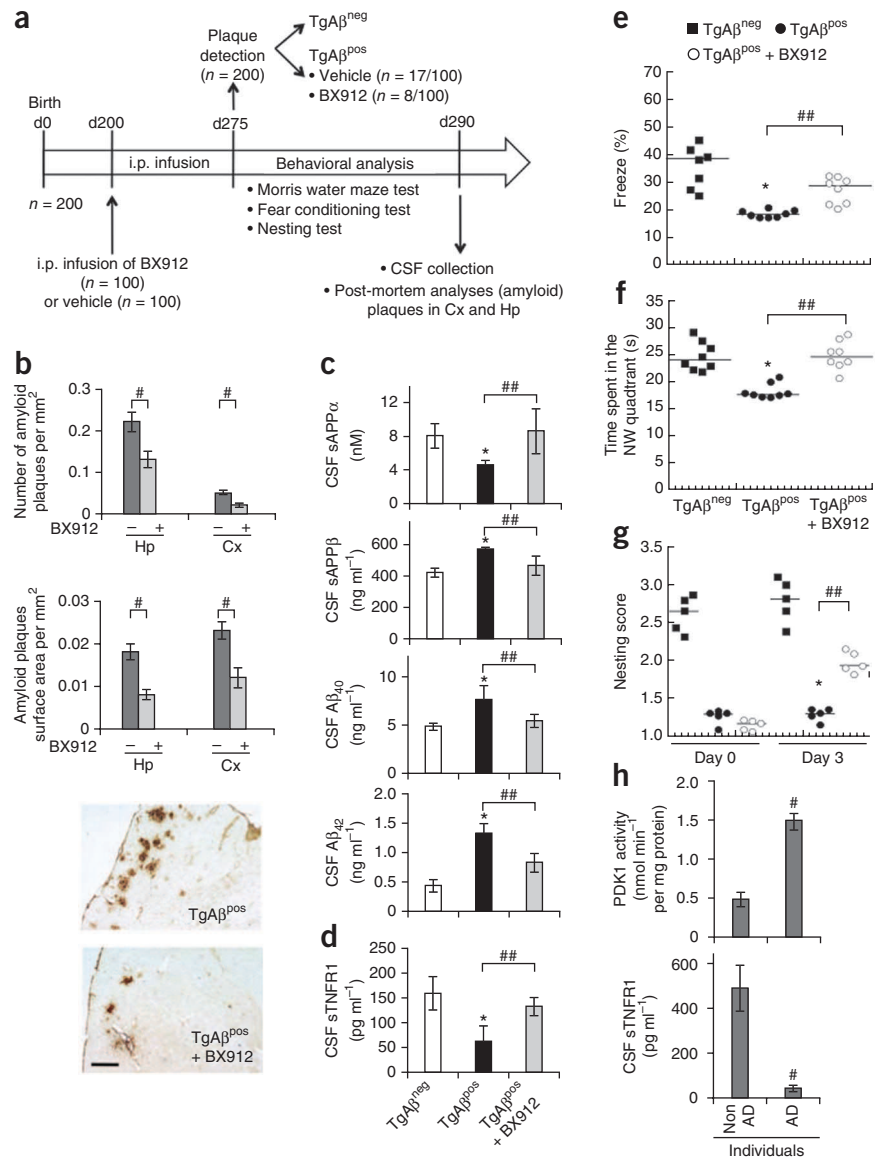 a
Plaque
detection
(n = 200)
TgAβneg
TgAβpos
• Vehicle (n = 17/100)
• BX912 (n = 8/100)
Birth
d0
d200
d275
d290
i.p. infusion
Behavioral analysis
n = 200
• Morris water maze test
• Fear conditioning test
• Nesting test
i.p. infusion of BX912
(n = 100)
or vehicle (n = 100)
• CSF collection
• Post-mortem analyses (amyloid)
plaques in Cx and Hp
b
Number of amyloid
plaques per mm2
0.3
0.2
0.1
0
#
#
BX912 – + – +
Hp Cx
Amyloid plaques
surface area per mm2
0.03
0.02
0.01
0
#
#
BX912 – + – +
Hp Cx
TgAβpos
TgAβpos
+ BX912
c
CSF sAPPα
(nM)
12
8
4
0
##
*
CSF sAPPβ
(ng ml–1)
600
400
200
0
##
*
CSF Aβ40
(ng ml–1)
10
5
0
##
*
CSF Aβ42
(ng ml–1)
1.5
1.0
0.5
0
##
*
d
CSF sTNFR1
(pg ml–1)
250
200
150
100
50
0
##
*
TgAβneg
TgAβpos
TgAβpos
+ BX912
e
TgAβneg
TgAβpos
TgAβpos + BX912
Freeze (%)
70
60
50
40
30
20
10
0
##
*
f
Time spent in the
NW quadtrant (s)
35
30
25
20
15
10
5
0
##
*
TgAβneg
TgAβpos
TgAβpos
+ BX912
g
Nesting score
3.5
3.0
2.5
2.0
1.5
1.0
##
*
Day 0
Day 3
h
PDK1 activity
(nmol min–1
per mg protein)
2.0
1.5
1.0
0.5
0
#
CSF sTNFR1
(pg ml–1)
600
400
200
0
#
Non
AD
AD
Individuals